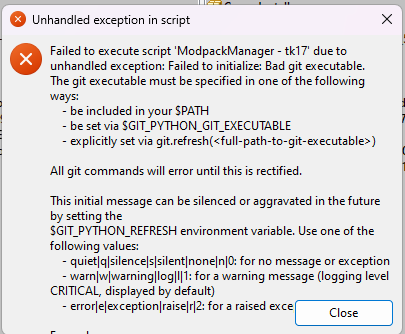 Unhandled exception in script
Failed to execute script 'ModpackManager - tk17' due to
unhandled exception: Failed to initialize: Bad git executable.
The git executable must be specified in one of the following
ways:
- be included in your $PATH
- be set via $GIT_PYTHON_GIT_EXECUTABLE
- explicitly set via git.refresh(<full-path-to-git-executable>)
All git commands will error until this is rectified.
This initial message can be silenced or aggravated in the future
by setting the
$GIT_PYTHON_REFRESH environment variable. Use one of the
following values:
- quiet|q|silence|s|silent|none|n|0: for no message or exception
- warn|w|warning|log|l|1: for a warning message (logging level
CRITICAL, displayed by default)
- error|e|exception|raise|r|2: for a raised exce
Close